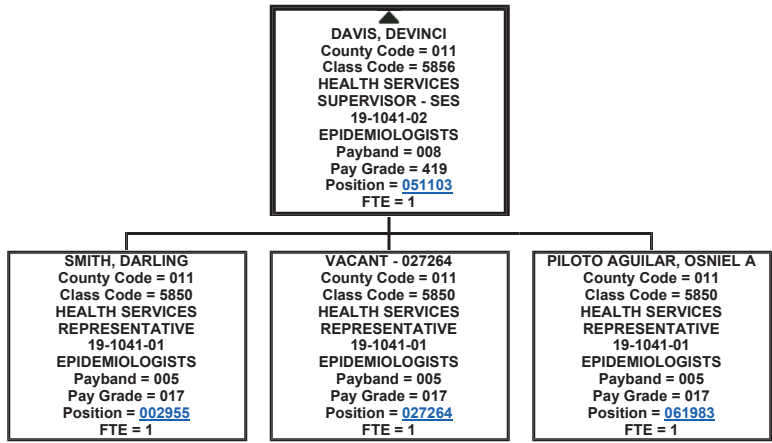 DAVIS, DEVINCI
County Code = 011
Class Code = 5856
HEALTH SERVICES
SUPERVISOR - SES
19-1041-02
EPIDEMIOLOGISTS
Payband = 008
Pay Grade = 419
Position = 051103
FTE = 1
SMITH, DARLING
County Code = 011
Class Code = 5850
HEALTH SERVICES
REPRESENTATIVE
19-1041-01
EPIDEMIOLOGISTS
Payband = 005
Pay Grade = 017
Position = 002955
FTE = 1
VACANT - 027264
County Code = 011
Class Code = 5850
HEALTH SERVICES
REPRESENTATIVE
19-1041-01
EPIDEMIOLOGISTS
Payband = 005
Pay Grade = 017
Position = 027264
FTE = 1
PILOTO AGUILAR, OSNIEL A
County Code = 011
Class Code = 5850
HEALTH SERVICES
REPRESENTATIVE
19-1041-01
EPIDEMIOLOGISTS
Payband = 005
Pay Grade = 017
Position = 061983
FTE = 1